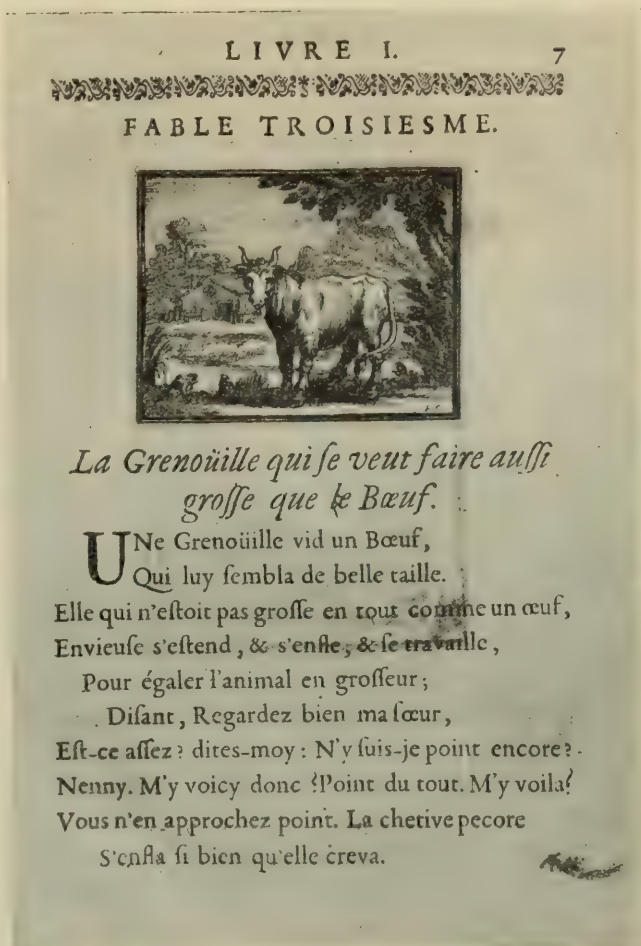 LIVRE I. 7
FABLE TROISIESME.
La Grenoüille qui ſe veut faire auſſi
groſſe que le Bœuf.
UNe Grenoüille vid un Bœuf,
Qui luy ſembla de belle taille.
Elle qui n'eſtoit pas groſſe en tout comme un œuf,
Envieuſe s'eſtend, & s'enfle, & ſe travaille,
Pour égaler l'animal en groſſeur;
Diſant, Regardez bien ma ſœur,
Eſt-ce aſſez? dites-moy: N'y ſuis-je point encore?
Nenny. M'y voicy donc? Point du tout. M'y voila?
Vous n'en approchez point. La chetive pecore
S'enfla ſi bien qu'elle creva.